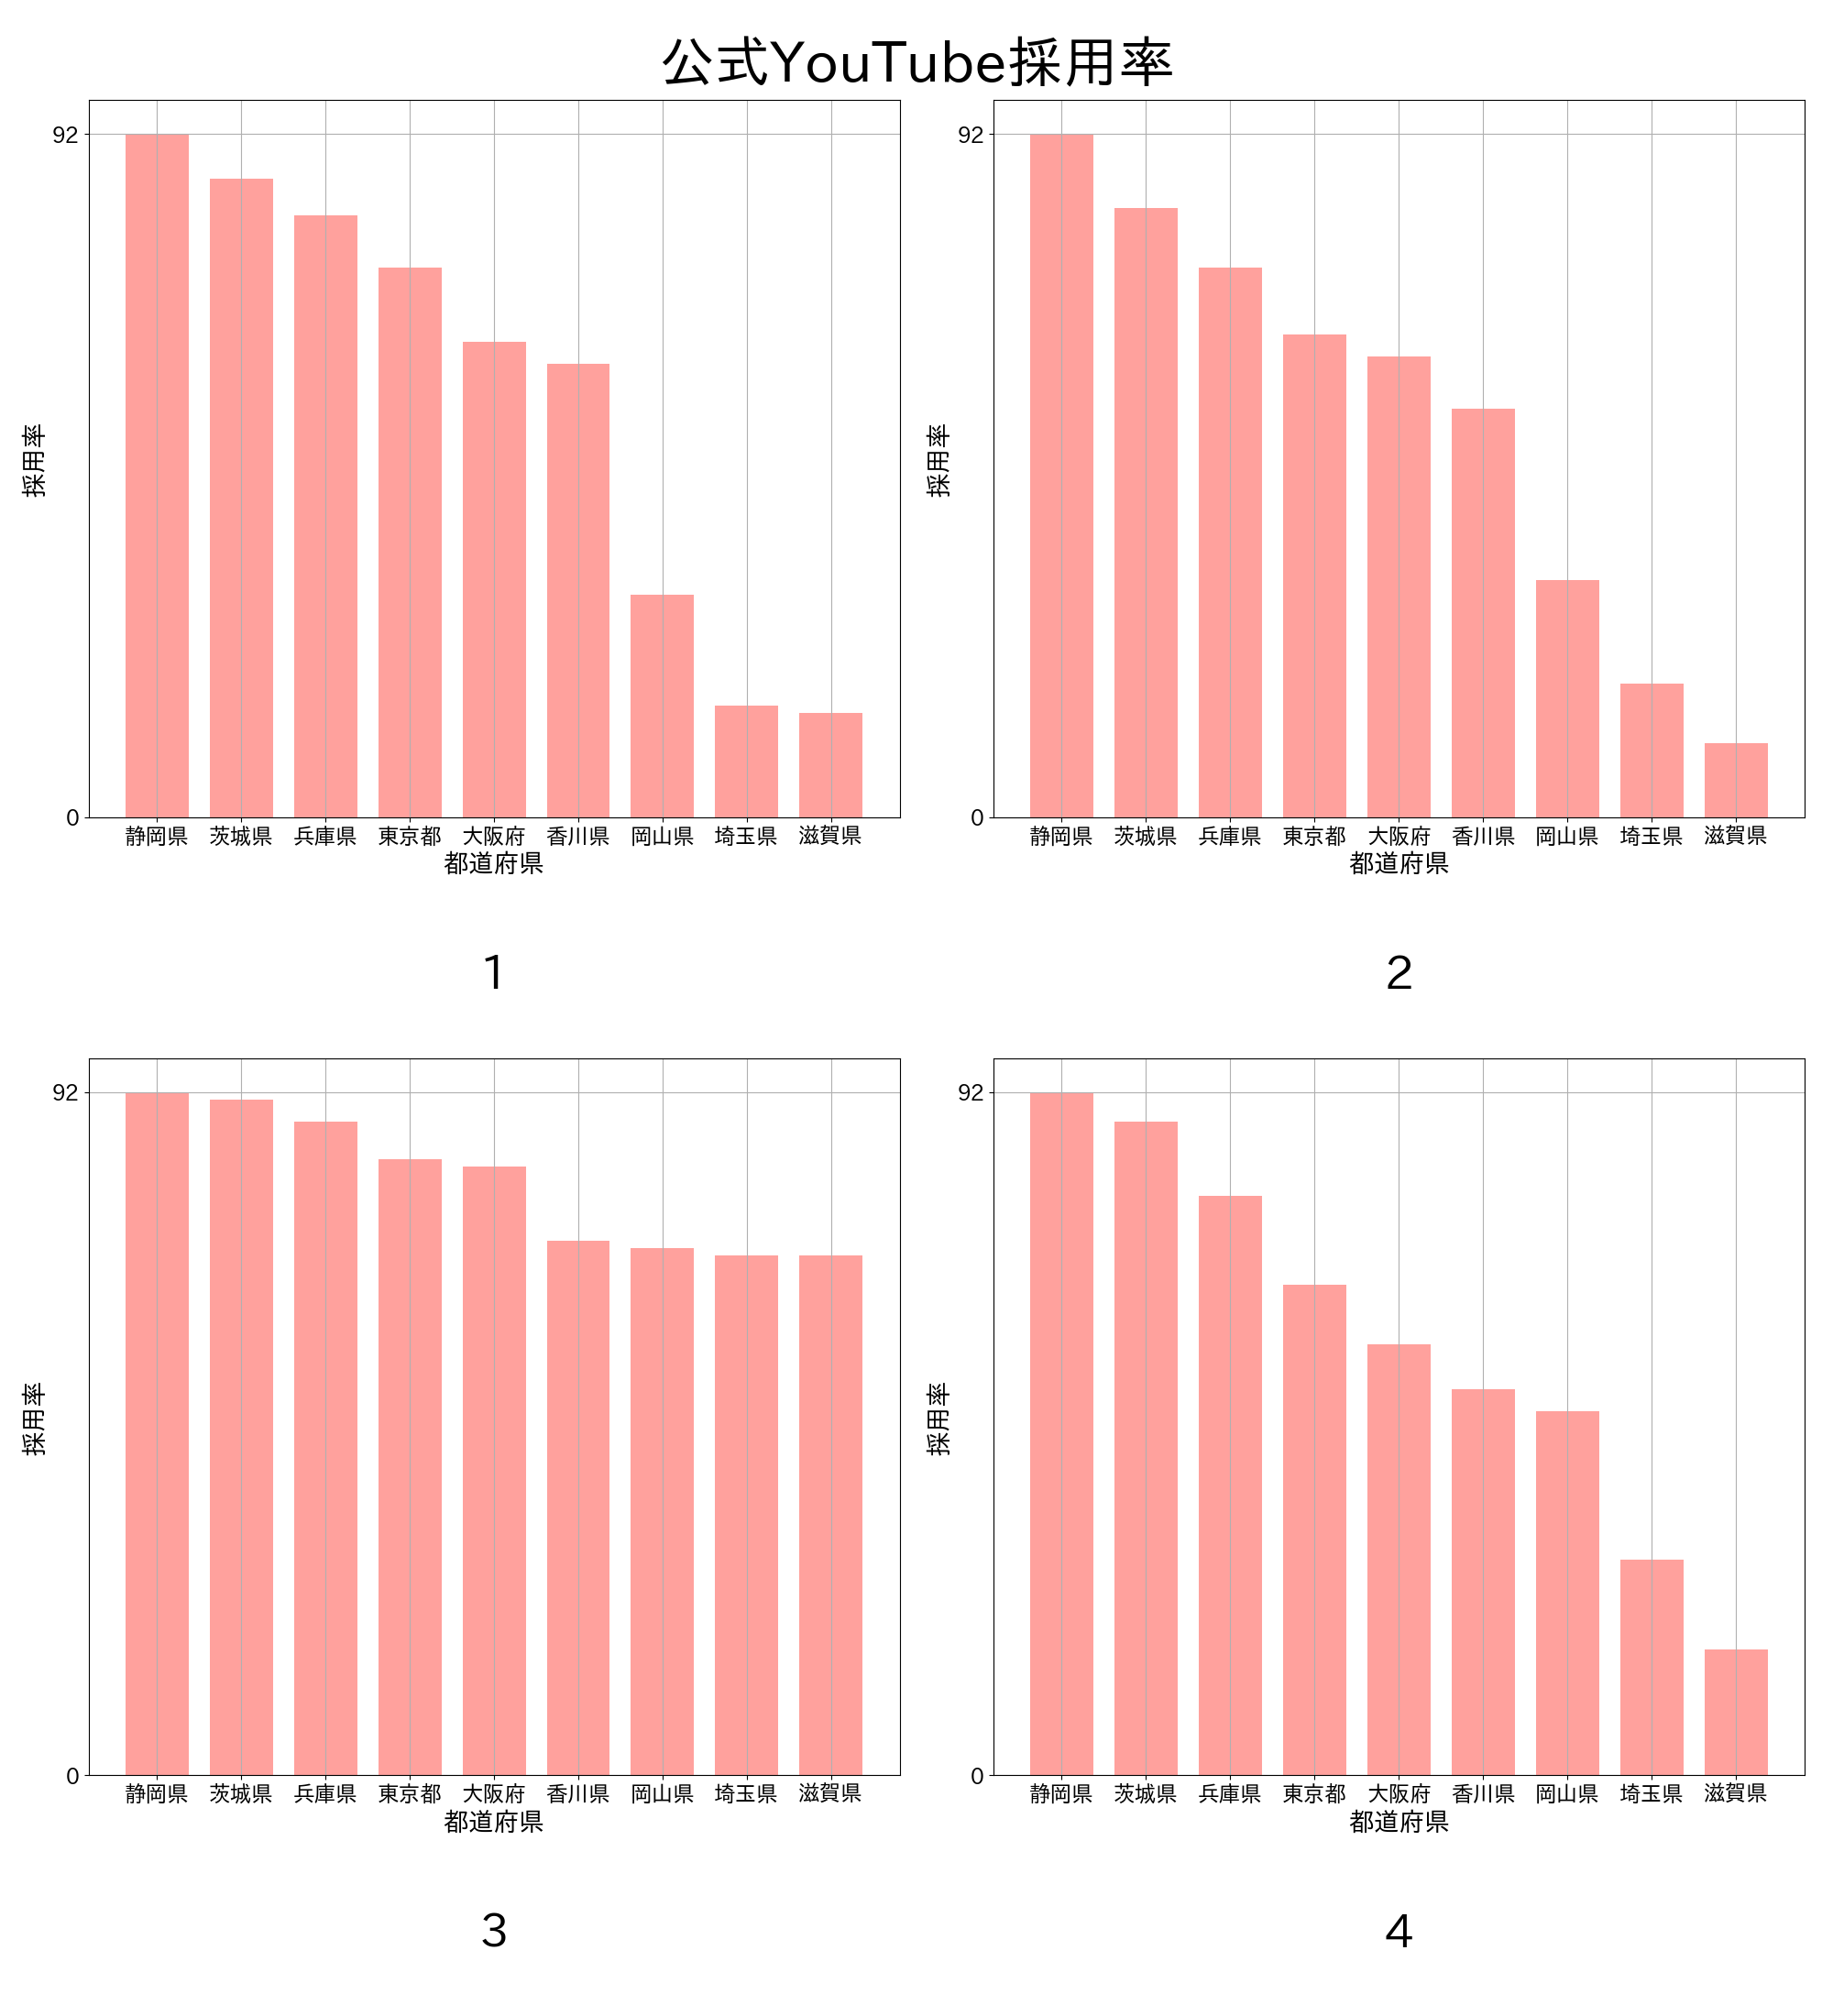 公式YouTube採用率
92
0
採用率
静岡県 茨城県 兵庫県 東京都 大阪府 香川県 岡山県 埼玉県 滋賀県
都道府県
1
92
0
採用率
静岡県 茨城県 兵庫県 東京都 大阪府 香川県 岡山県 埼玉県 滋賀県
都道府県
2
92
0
採用率
静岡県 茨城県 兵庫県 東京都 大阪府 香川県 岡山県 埼玉県 滋賀県
都道府県
3
92
0
採用率
静岡県 茨城県 兵庫県 東京都 大阪府 香川県 岡山県 埼玉県 滋賀県
都道府県
4